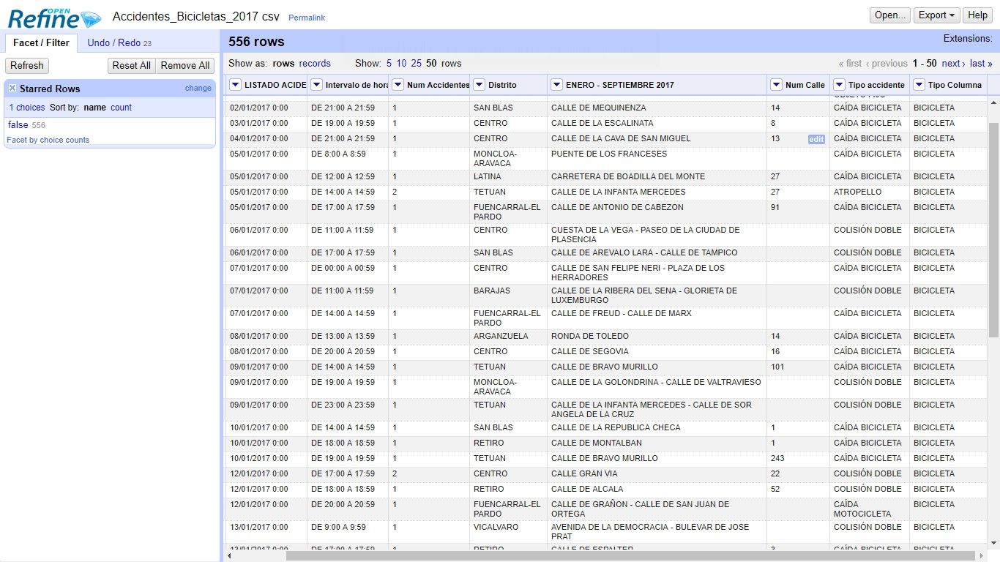 OPEN
Refine
Accidentes_Bicicletas_2017 csv Permalink
Open... Export Help
Facet / Filter Undo / Redo 23
556 rows
Extensions:
Refresh Reset All Remove All
Show as: rows records Show: 5 10 25 50 rows
« first ‹ previous 1 - 50 next › last »
Starred Rows change
1 choices Sort by: name count
false 556
Facet by choice counts
LISTADO ACIDE Intervalo de hora Num Accidentes Distrito ENERO - SEPTIEMBRE 2017 Num Calle Tipo accidente Tipo Columna
02/01/2017 0:00 DE 21:00 A 21:59 1 SAN BLAS CALLE DE MEQUINENZA 14 CAÍDA BICICLETA BICICLETA
03/01/2017 0:00 DE 19:00 A 19:59 1 CENTRO CALLE DE LA ESCALINATA 8 CAÍDA BICICLETA BICICLETA
04/01/2017 0:00 DE 21:00 A 21:59 1 CENTRO CALLE DE LA CAVA DE SAN MIGUEL 13 edit CAÍDA BICICLETA BICICLETA
05/01/2017 0:00 DE 8:00 A 8:59 1 MONCLOA-
ARAVACA PUENTE DE LOS FRANCESES CAÍDA BICICLETA BICICLETA
05/01/2017 0:00 DE 12:00 A 12:59 1 LATINA CARRETERA DE BOADILLA DEL MONTE 27 CAÍDA BICICLETA BICICLETA
05/01/2017 0:00 DE 14:00 A 14:59 2 TETUAN CALLE DE LA INFANTA MERCEDES 27 ATROPELLO BICICLETA
05/01/2017 0:00 DE 17:00 A 17:59 1 FUENCARRAL-EL
PARDO CALLE DE ANTONIO DE CABEZON 91 CAÍDA BICICLETA BICICLETA
06/01/2017 0:00 DE 11:00 A 11:59 1 CENTRO CUESTA DE LA VEGA - PASEO DE LA CIUDAD DE
PLASENCIA COLISIÓN DOBLE BICICLETA
06/01/2017 0:00 DE 17:00 A 17:59 1 SAN BLAS CALLE DE AREVALO LARA - CALLE DE TAMPICO COLISIÓN DOBLE BICICLETA
07/01/2017 0:00 DE 00:00 A 00:59 1 CENTRO CALLE DE SAN FELIPE NERI - PLAZA DE LOS
HERRADORES CAÍDA BICICLETA BICICLETA
07/01/2017 0:00 DE 11:00 A 11:59 1 BARAJAS CALLE DE LA RIBERA DEL SENA - GLORIETA DE
LUXEMBURGO COLISIÓN DOBLE BICICLETA
07/01/2017 0:00 DE 14:00 A 14:59 1 FUENCARRAL-EL
PARDO CALLE DE FREUD - CALLE DE MARX CAÍDA BICICLETA BICICLETA
08/01/2017 0:00 DE 13:00 A 13:59 1 ARGANZUELA RONDA DE TOLEDO 14 CAÍDA BICICLETA BICICLETA
08/01/2017 0:00 DE 20:00 A 20:59 1 CENTRO CALLE DE SEGOVIA 16 CAÍDA BICICLETA BICICLETA
09/01/2017 0:00 DE 14:00 A 14:59 1 TETUAN CALLE DE BRAVO MURILLO 101 CAÍDA BICICLETA BICICLETA
09/01/2017 0:00 DE 19:00 A 19:59 1 MONCLOA-
ARAVACA CALLE DE LA GOLONDRINA - CALLE DE VALTRAVIESO COLISIÓN DOBLE BICICLETA
09/01/2017 0:00 DE 23:00 A 23:59 1 TETUAN CALLE DE LA INFANTA MERCEDES - CALLE DE SOR
ANGELA DE LA CRUZ COLISIÓN DOBLE BICICLETA
10/01/2017 0:00 DE 14:00 A 14:59 1 SAN BLAS CALLE DE LA REPUBLICA CHECA 1 CAÍDA BICICLETA BICICLETA
10/01/2017 0:00 DE 18:00 A 18:59 1 RETIRO CALLE DE MONTALBAN 1 CAÍDA BICICLETA BICICLETA
10/01/2017 0:00 DE 19:00 A 19:59 1 TETUAN CALLE DE BRAVO MURILLO 243 CAÍDA BICICLETA BICICLETA
12/01/2017 0:00 DE 17:00 A 17:59 2 CENTRO CALLE GRAN VIA 22 COLISIÓN DOBLE BICICLETA
12/01/2017 0:00 DE 18:00 A 18:59 1 RETIRO CALLE DE ALCALA 52 COLISIÓN DOBLE BICICLETA
12/01/2017 0:00 DE 20:00 A 20:59 1 FUENCARRAL-EL
PARDO CALLE DE GRAÑON - CALLE DE SAN JUAN DE
ORTEGA CAÍDA
MOTOCICLETA BICICLETA
13/01/2017 0:00 DE 9:00 A 9:59 1 VICALVARO AVENIDA DE LA DEMOCRACIA - BULEVAR DE JOSE
PRAT COLISIÓN DOBLE BICICLETA
13/01/2017 0:00 DE 17:00 A 17:59 1 RETIRO CALLE DE ESPALTER 3 CAÍDA BICICLETA BICICLETA